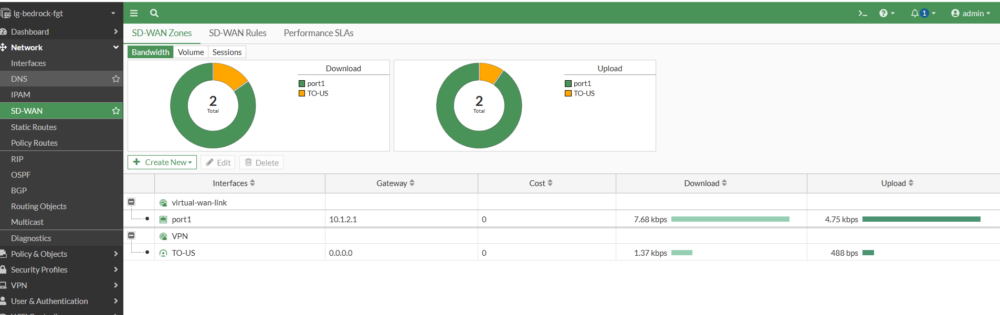 lg-bedrock-fgt
1
admin
Dashboard
Network
Interfaces
DNS
IPAM
SD-WAN
Static Routes
Policy Routes
RIP
OSPF
BGP
Routing Objects
Multicast
Diagnostics
Policy & Objects
Security Profiles
VPN
User & Authentication
SD-WAN Zones SD-WAN Rules Performance SLAs
Bandwidth Volume Sessions
2
Total
Download
port1
TO-US
2
Total
Upload
port1
TO-US
Create New Edit Delete
Interfaces Gateway Cost Download Upload
virtual-wan-link
port1 10.1.2.1 0 7.68 kbps 4.75 kbps
VPN
TO-US 0.0.0.0 0 1.37 kbps 488 bps